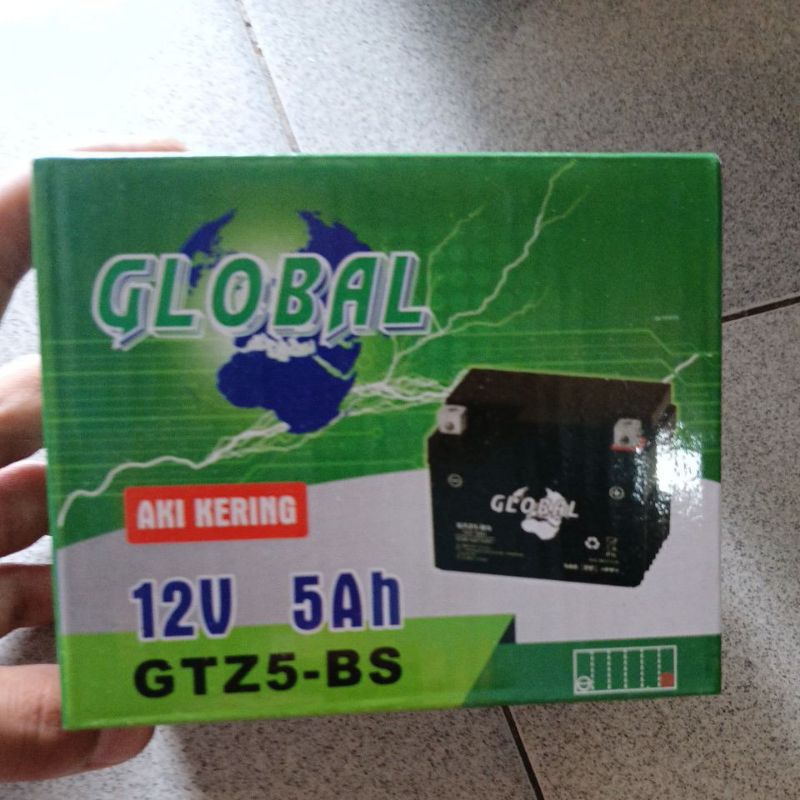 GLOBAL
AKI KERING
GLOBAL
12V 5Ah
GTZ5-BS